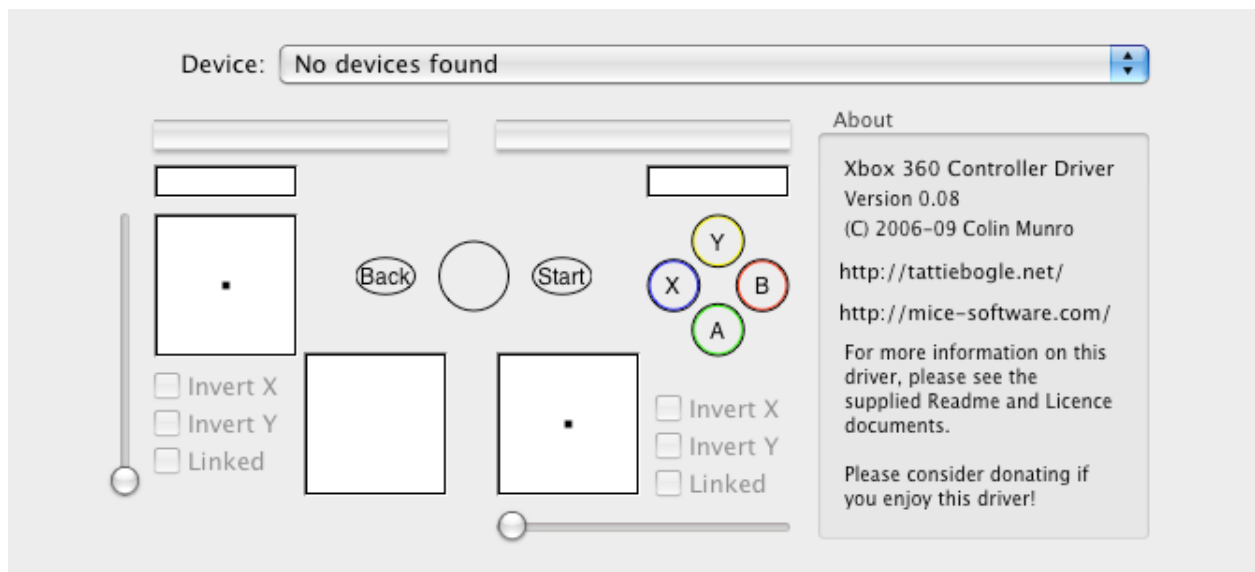 Device: No devices found
About
Xbox 360 Controller Driver
Version 0.08
(C) 2006-09 Colin Munro
http://tattiebogle.net/
http://mice-software.com/
For more information on this
driver, please see the
supplied Readme and Licence
documents.
Please consider donating if
you enjoy this driver!
Back
Start
Y
X
B
A
Invert X
Invert Y
Linked
Invert X
Invert Y
Linked